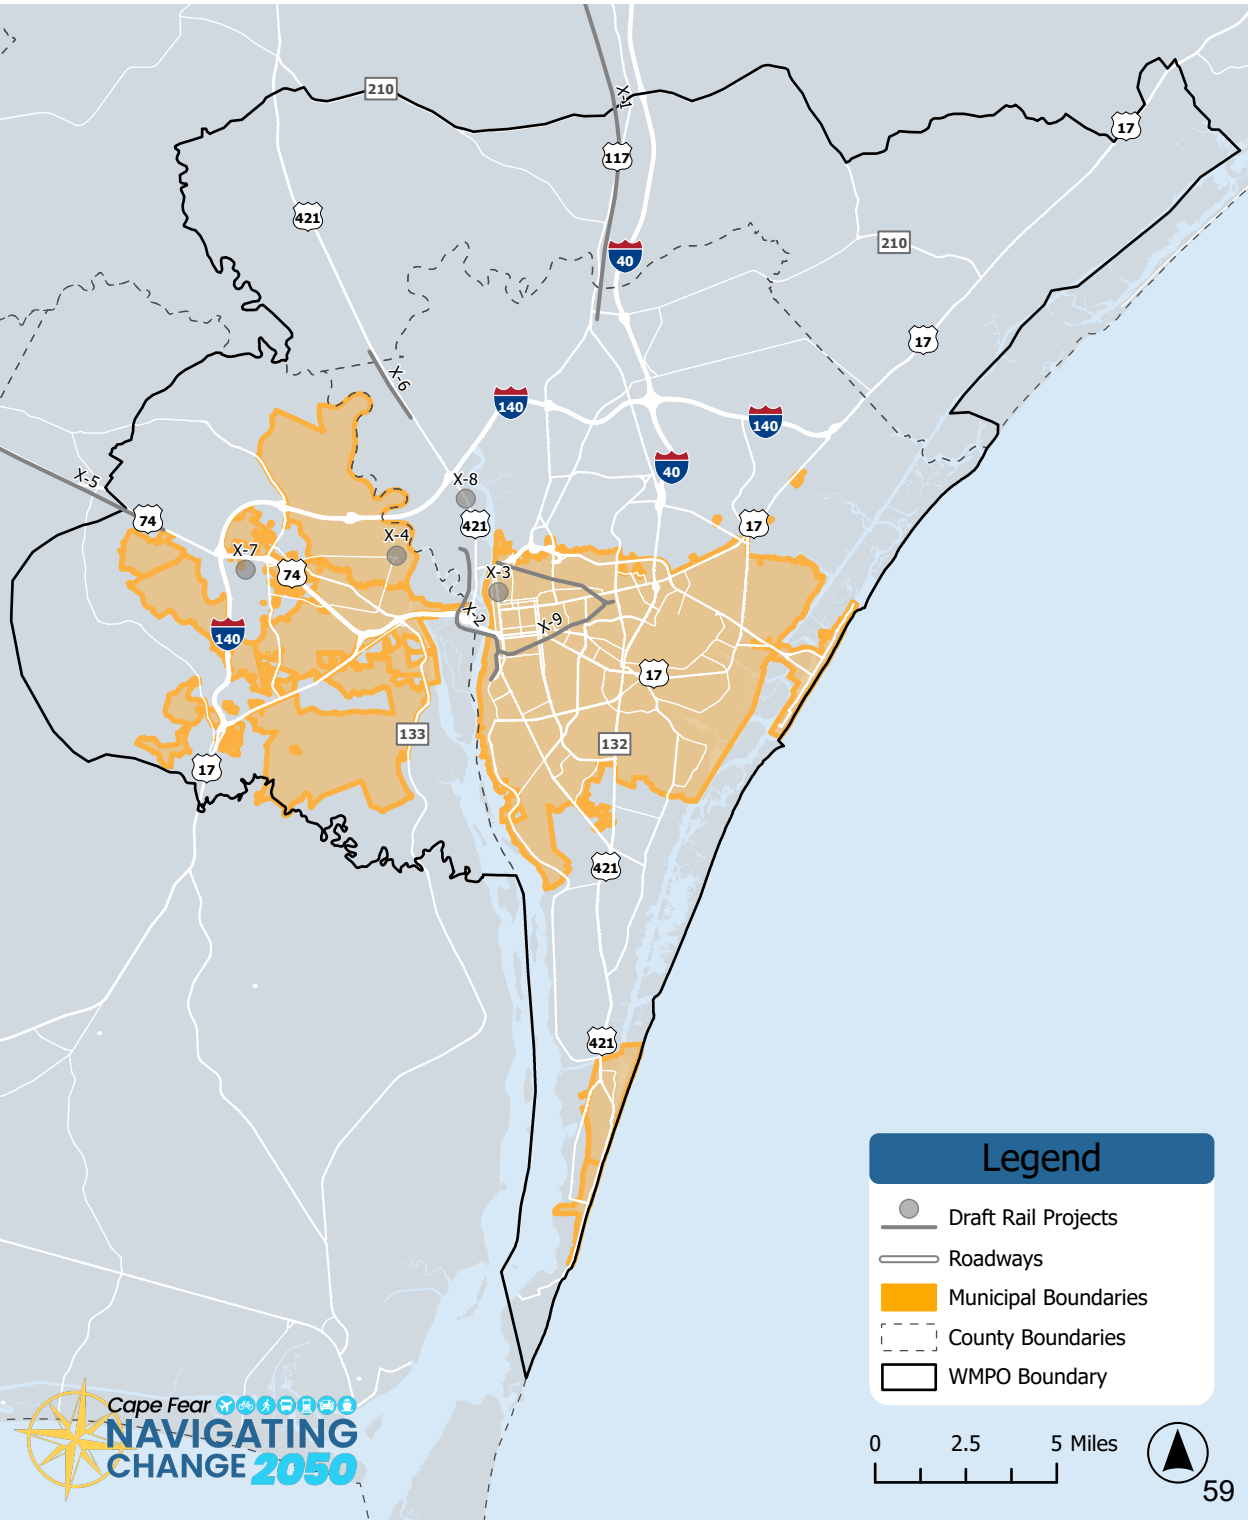 210
X-1
17
117
421
210
40
17
X-6
140
140
40
X-5
X-8
74
421
17
X-4
X-7
74
X-3
X-2
X-9
140
17
133
132
17
421
421
Legend
Draft Rail Projects
Roadways
Municipal Boundaries
County Boundaries
WMPO Boundary
Cape Fear
NAVIGATING
CHANGE 2050
0 2.5 5 Miles
59